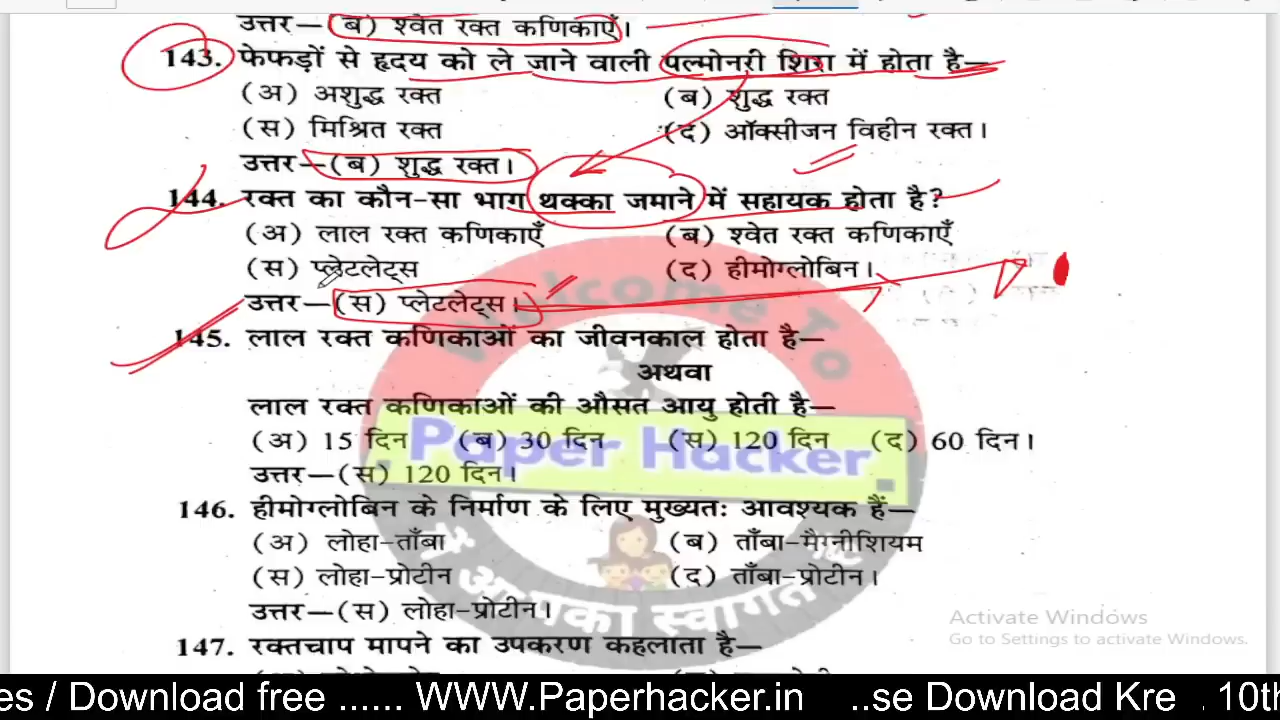 उत्तर–(ब) श्वेत रक्त कणिकाएँ।
143. फेफड़ों से हृदय को ले जाने वाली पल्मोनरी शिरा में होता है–
(अ) अशुद्ध रक्त (ब) शुद्ध रक्त
(स) मिश्रित रक्त (द) ऑक्सीजन विहीन रक्त।
उत्तर–(ब) शुद्ध रक्त।
144. रक्त का कौन-सा भाग थक्का जमाने में सहायक होता है?
(अ) लाल रक्त कणिकाएँ (ब) श्वेत रक्त कणिकाएँ
(स) प्लेटलेट्स (द) हीमोग्लोबिन।
उत्तर–(स) प्लेटलेट्स।
145. लाल रक्त कणिकाओं का जीवनकाल होता है–
अथवा
लाल रक्त कणिकाओं की औसत आयु होती है–
(अ) 15 दिन (ब) 30 दिन (स) 120 दिन (द) 60 दिन।
उत्तर–(स) 120 दिन।
146. हीमोग्लोबिन के निर्माण के लिए मुख्यतः आवश्यक हैं–
(अ) लोहा-ताँबा (ब) ताँबा-मैग्नीशियम
(स) लोहा-प्रोटीन (द) ताँबा-प्रोटीन।
उत्तर–(स) लोहा-प्रोटीन।
147. रक्तचाप मापने का उपकरण कहलाता है–
Welcome To
Paper Hacker
में आपका स्वागत है
Activate Windows
Go to Settings to activate Windows.
es / Download free ...... WWW.Paperhacker.in ..se Download Kre . 10th